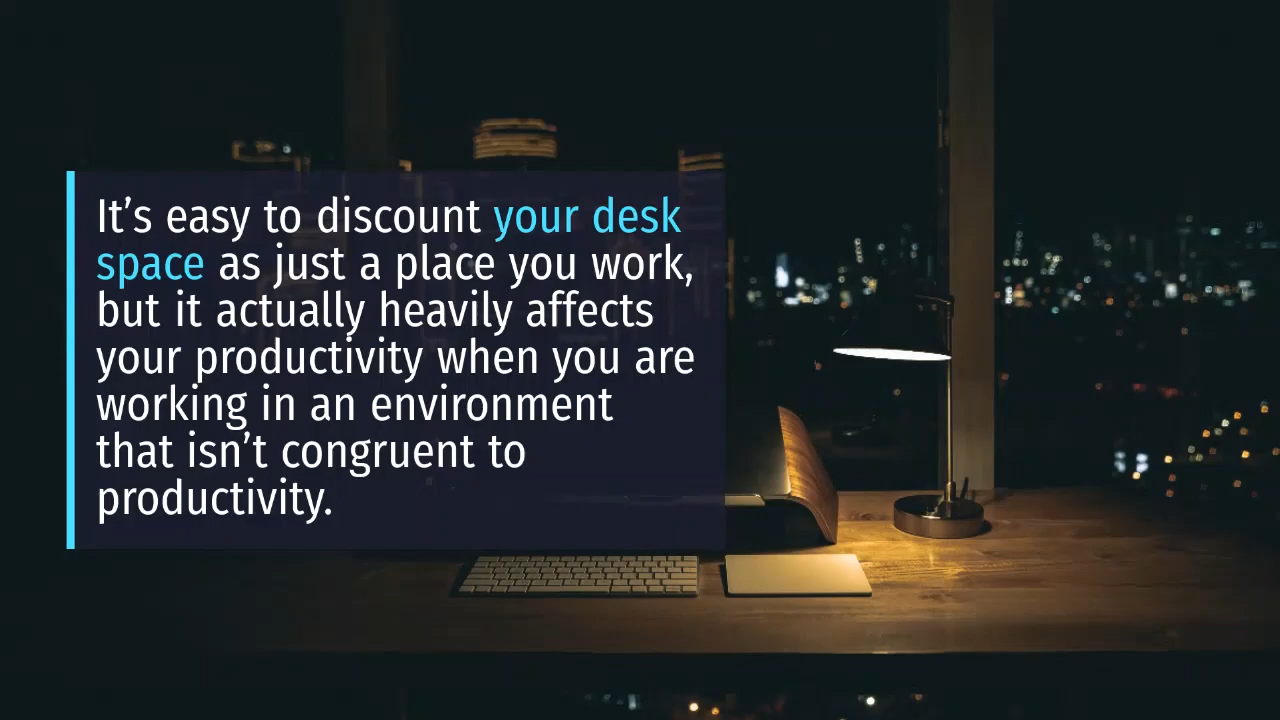 It’s easy to discount your desk
space as just a place you work,
but it actually heavily affects
your productivity when you are
working in an environment
that isn’t congruent to
productivity.